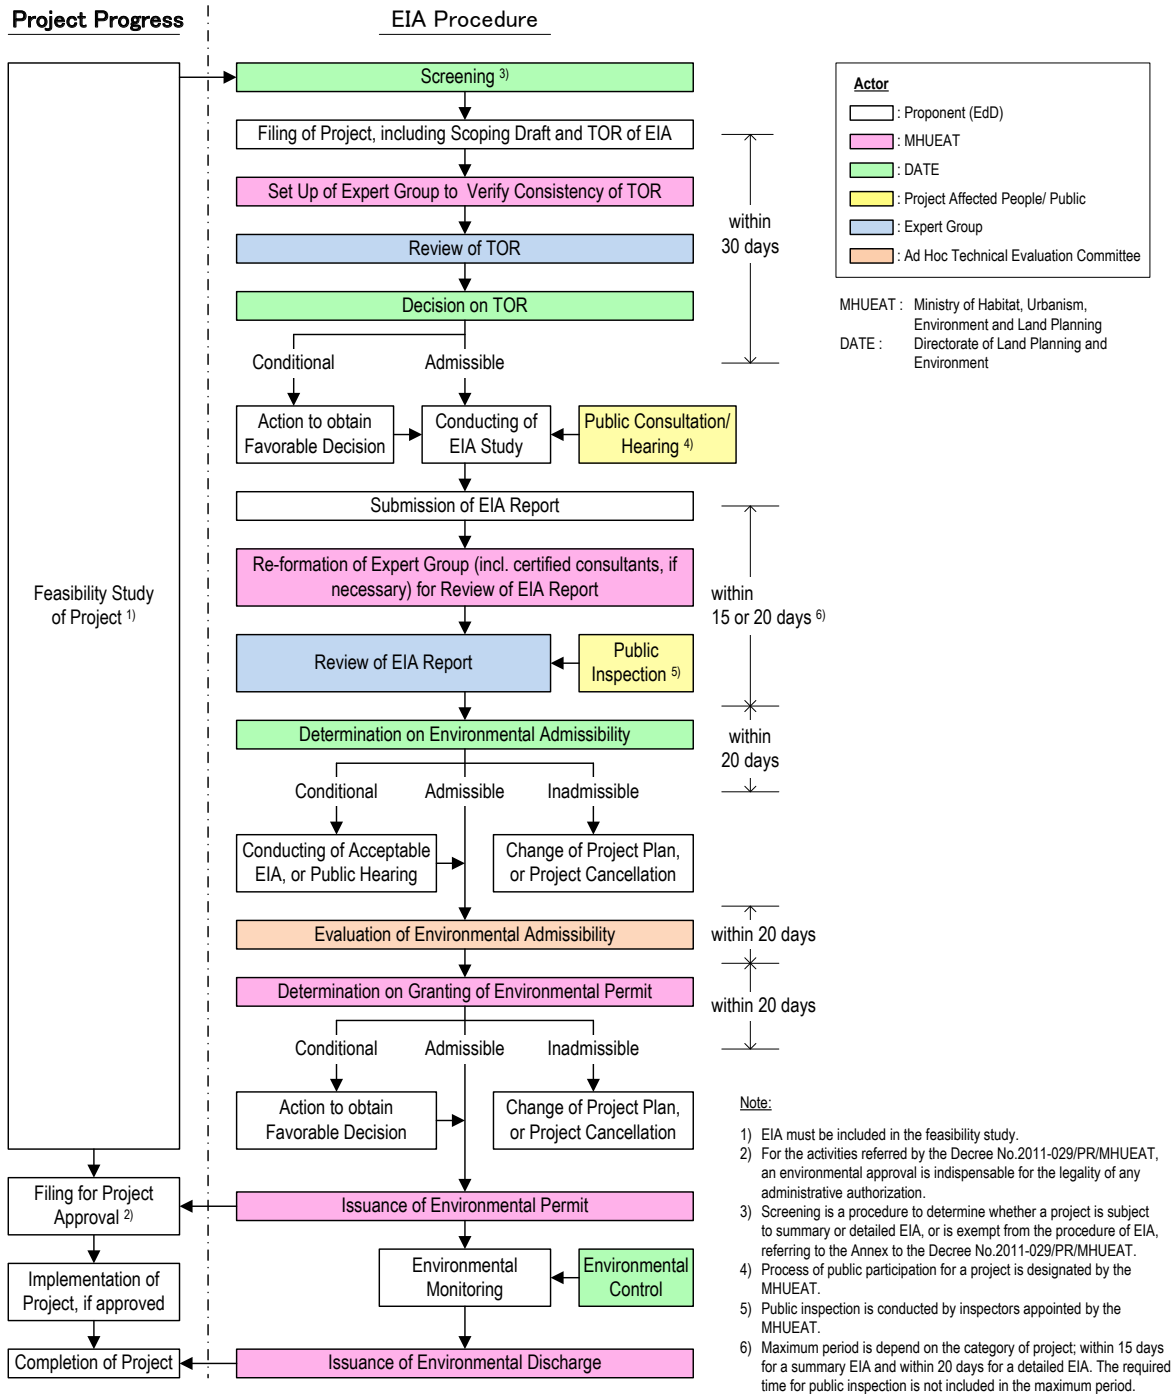 Project Progress
EIA Procedure
Screening 3)
Filing of Project, including Scoping Draft and TOR of EIA
Set Up of Expert Group to Verify Consistency of TOR
Review of TOR
Decision on TOR
Conditional
Admissible
within
30 days
Action to obtain
Favorable Decision
Conducting of
EIA Study
Public Consultation/
Hearing 4)
Submission of EIA Report
Re-formation of Expert Group (incl. certified consultants, if
necessary) for Review of EIA Report
Feasibility Study
of Project 1)
within
15 or 20 days 6)
Review of EIA Report
Public
Inspection 5)
Determination on Environmental Admissibility
within
20 days
Conditional
Admissible
Inadmissible
Conducting of Acceptable
EIA, or Public Hearing
Change of Project Plan,
or Project Cancellation
Evaluation of Environmental Admissibility
within 20 days
Determination on Granting of Environmental Permit
within 20 days
Conditional
Admissible
Inadmissible
Action to obtain
Favorable Decision
Change of Project Plan,
or Project Cancellation
Filing for Project
Approval 2)
Issuance of Environmental Permit
Implementation of
Project, if approved
Environmental
Monitoring
Environmental
Control
Completion of Project
Issuance of Environmental Discharge
Actor
: Proponent (EdD)
: MHUEAT
: DATE
: Project Affected People/ Public
: Expert Group
: Ad Hoc Technical Evaluation Committee
MHUEAT : Ministry of Habitat, Urbanism,
Environment and Land Planning
DATE : Directorate of Land Planning and
Environment
Note:
1) EIA must be included in the feasibility study.
2) For the activities referred by the Decree No.2011-029/PR/MHUEAT,
an environmental approval is indispensable for the legality of any
administrative authorization.
3) Screening is a procedure to determine whether a project is subject
to summary or detailed EIA, or is exempt from the procedure of EIA,
referring to the Annex to the Decree No.2011-029/PR/MHUEAT.
4) Process of public participation for a project is designated by the
MHUEAT.
5) Public inspection is conducted by inspectors appointed by the
MHUEAT.
6) Maximum period is depend on the category of project; within 15 days
for a summary EIA and within 20 days for a detailed EIA. The required
time for public inspection is not included in the maximum period.